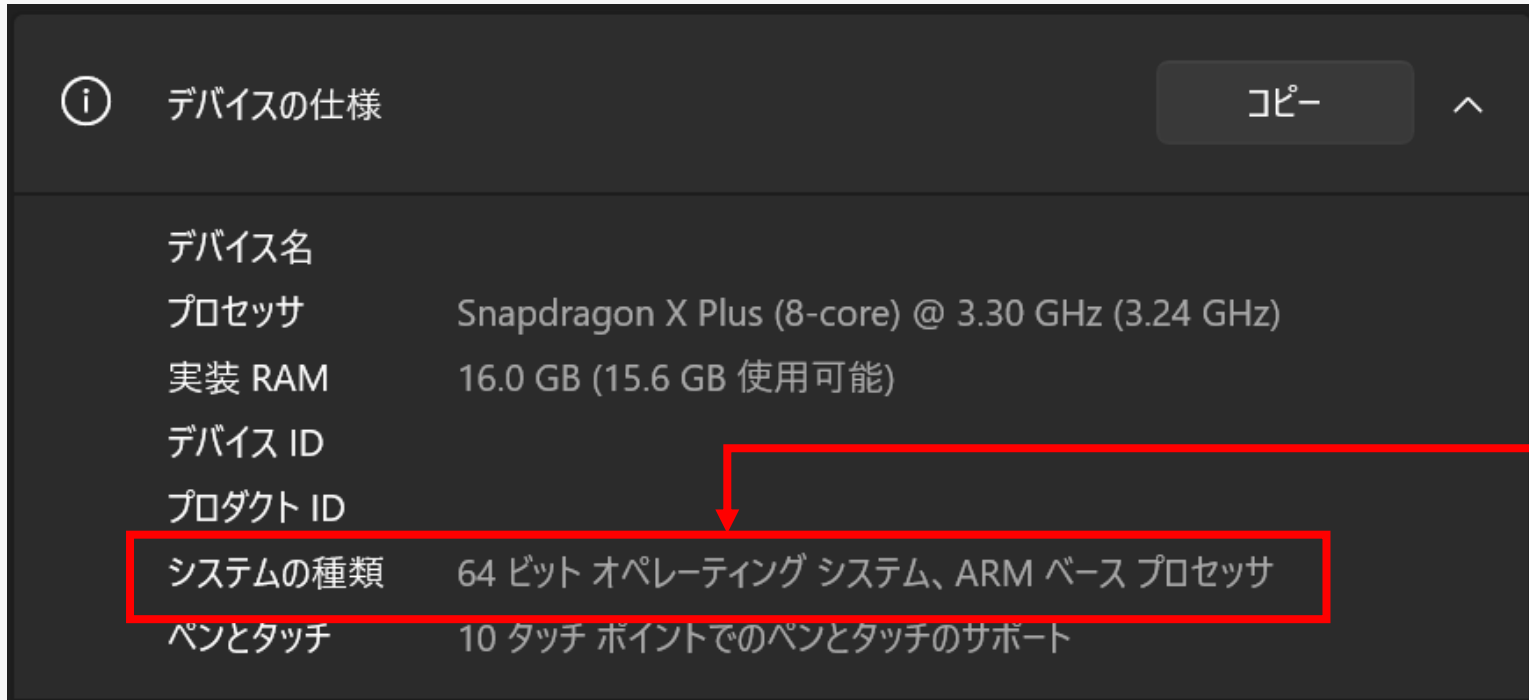 デバイスの仕様 コピー
デバイス名
プロセッサ Snapdragon X Plus (8-core) @ 3.30 GHz (3.24 GHz)
実装 RAM 16.0 GB (15.6 GB 使用可能)
デバイス ID
プロダクト ID
システムの種類 64 ビット オペレーティング システム、ARM ベース プロセッサ
ペンとタッチ 10 タッチ ポイントでのペンとタッチのサポート